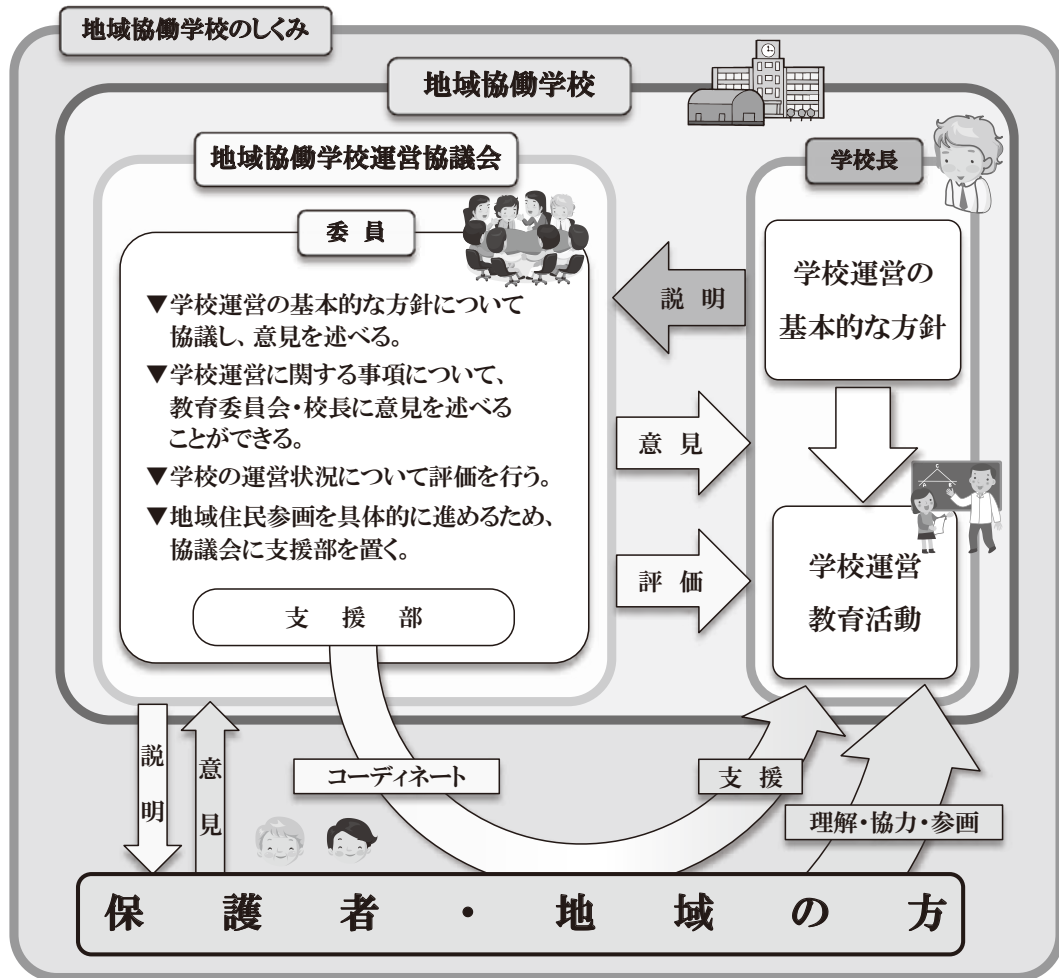 地域協働学校のしくみ
地域協働学校
地域協働学校運営協議会
委員
▼学校運営の基本的な方針について
協議し、意見を述べる。
▼学校運営に関する事項について、
教育委員会・校長に意見を述べる
ことができる。
▼学校の運営状況について評価を行う。
▼地域住民参画を具体的に進めるため、
協議会に支援部を置く。
支援部
説明
意見
評価
学校長
学校運営の
基本的な方針
学校運営
教育活動
説明
意見
コーディネート
支援
理解・協力・参画
保護者・地域の方